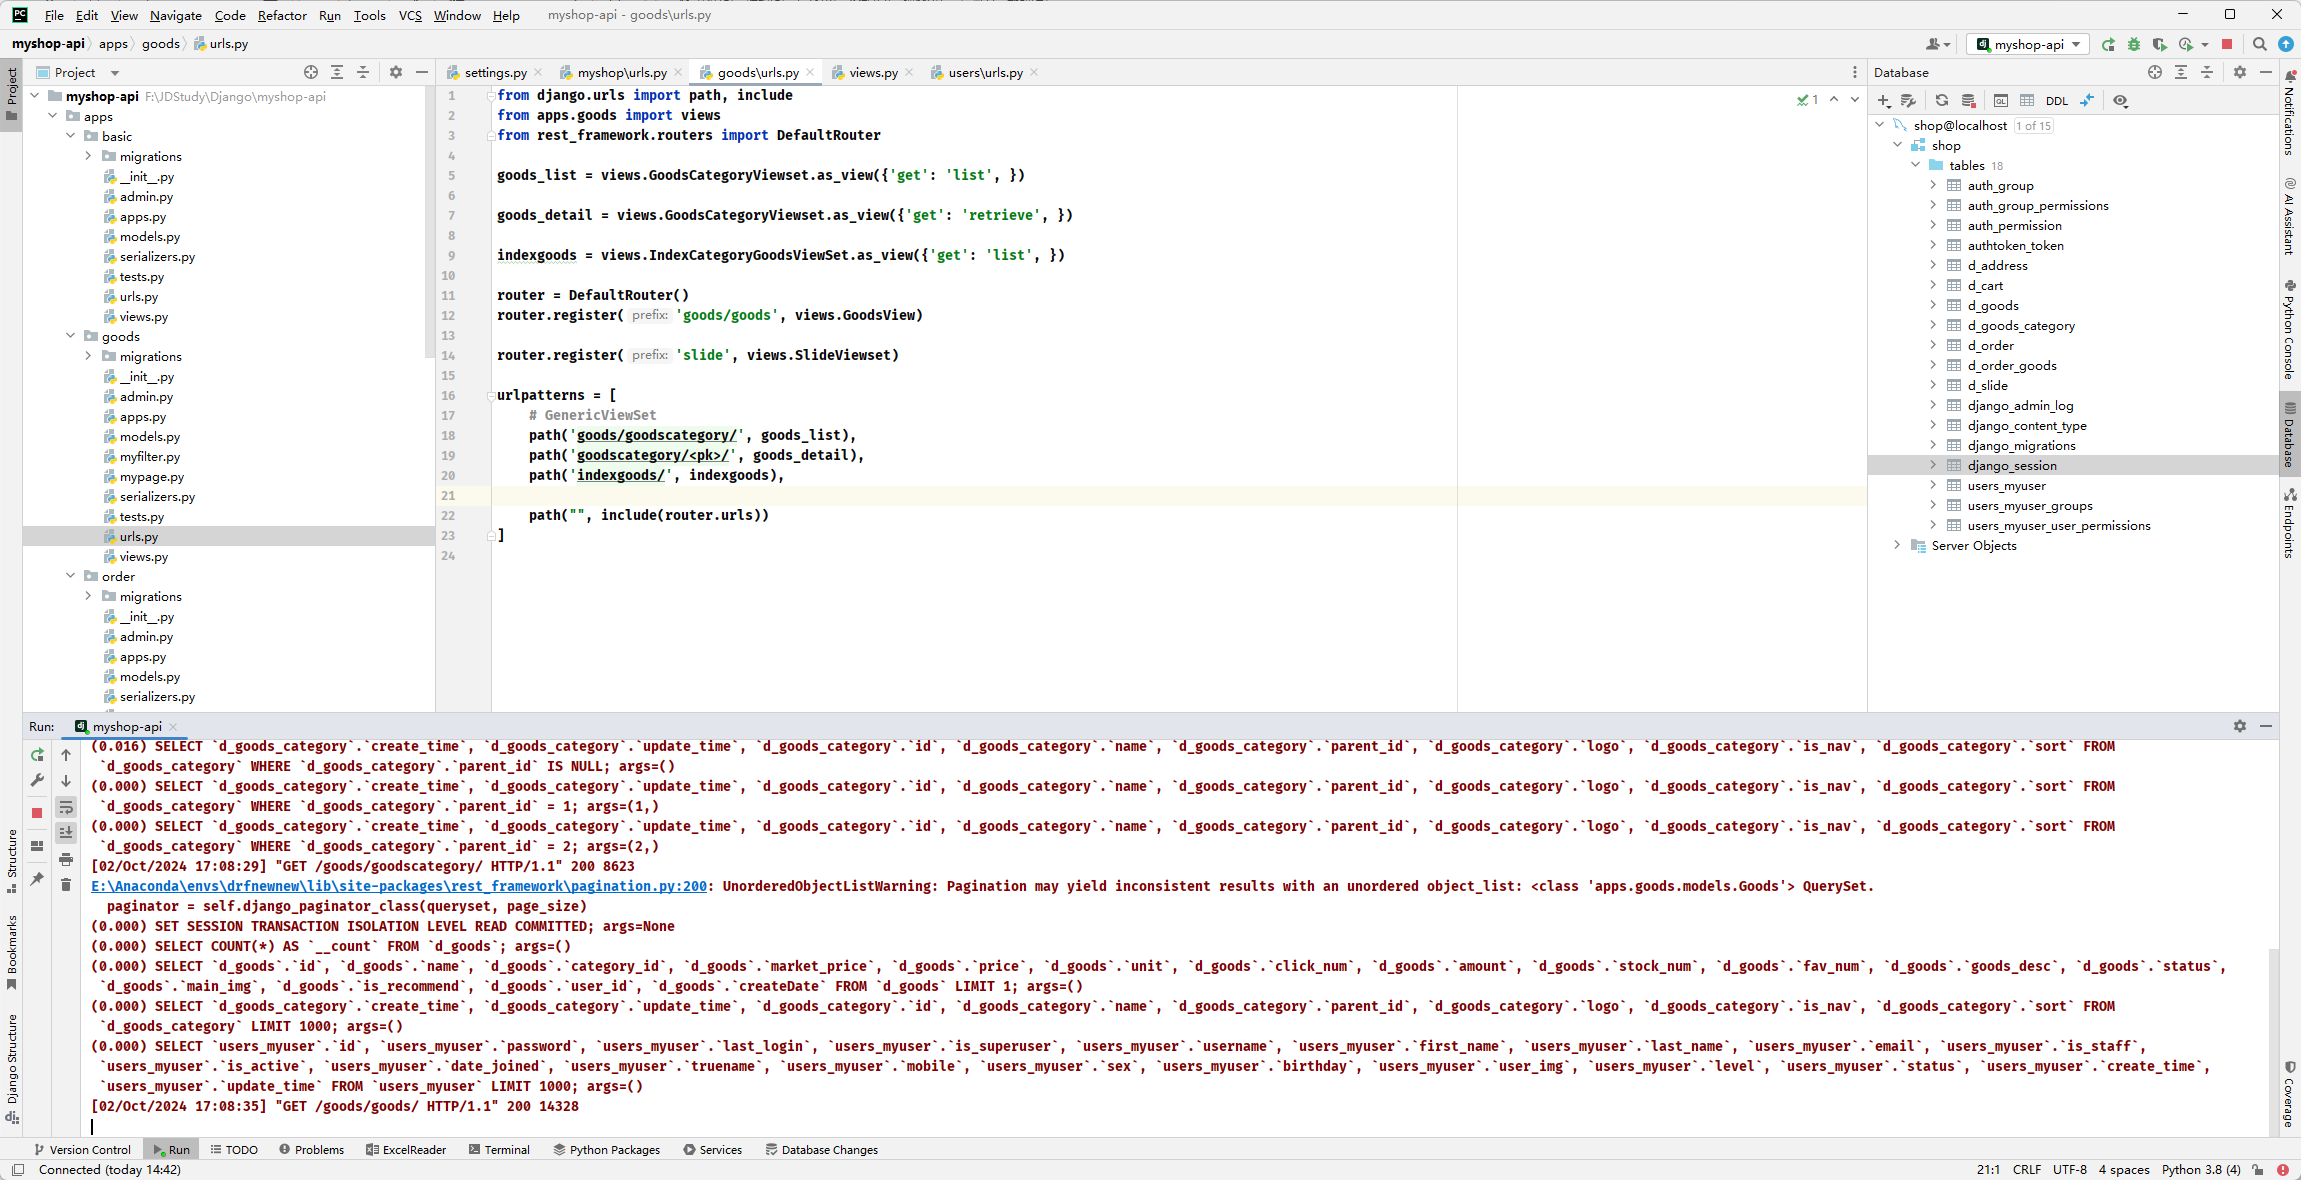 File Edit View Navigate Code Refactor Run Tools VCS Window Help myshop-api - goods\urls.py
myshop-api apps goods urls.py
myshop-api
Project
settings.py myshop\urls.py goods\urls.py views.py users\urls.py
Database
myshop-api F:\JDStudy\Django\myshop-api
apps
basic
migrations
__init__.py
admin.py
apps.py
models.py
serializers.py
tests.py
urls.py
views.py
goods
migrations
__init__.py
admin.py
apps.py
models.py
myfilter.py
mypage.py
serializers.py
tests.py
urls.py
views.py
order
migrations
__init__.py
admin.py
apps.py
models.py
serializers.py
1 from django.urls import path, include
2 from apps.goods import views
3 from rest_framework.routers import DefaultRouter
4
5 goods_list = views.GoodsCategoryViewset.as_view({'get': 'list', })
6
7 goods_detail = views.GoodsCategoryViewset.as_view({'get': 'retrieve', })
8
9 indexgoods = views.IndexCategoryGoodsViewSet.as_view({'get': 'list', })
10
11 router = DefaultRouter()
12 router.register( prefix: 'goods/goods', views.GoodsView)
13
14 router.register( prefix: 'slide', views.SlideViewset)
15
16 urlpatterns = [
17 # GenericViewSet
18 path('goods/goodscategory/', goods_list),
19 path('goodscategory/<pk>/', goods_detail),
20 path('indexgoods/', indexgoods),
21
22 path("", include(router.urls))
23 ]
24
1
DDL
shop@localhost 1 of 15
shop
tables 18
auth_group
auth_group_permissions
auth_permission
authtoken_token
d_address
d_cart
d_goods
d_goods_category
d_order
d_order_goods
d_slide
django_admin_log
django_content_type
django_migrations
django_session
users_myuser
users_myuser_groups
users_myuser_user_permissions
Server Objects
Project
Structure
Bookmarks
Django Structure
Notifications
AI Assistant
Python Console
Database
Endpoints
Coverage
Run: myshop-api
(0.016) SELECT `d_goods_category`.`create_time`, `d_goods_category`.`update_time`, `d_goods_category`.`id`, `d_goods_category`.`name`, `d_goods_category`.`parent_id`, `d_goods_category`.`logo`, `d_goods_category`.`is_nav`, `d_goods_category`.`sort` FROM
`d_goods_category` WHERE `d_goods_category`.`parent_id` IS NULL; args=()
(0.000) SELECT `d_goods_category`.`create_time`, `d_goods_category`.`update_time`, `d_goods_category`.`id`, `d_goods_category`.`name`, `d_goods_category`.`parent_id`, `d_goods_category`.`logo`, `d_goods_category`.`is_nav`, `d_goods_category`.`sort` FROM
`d_goods_category` WHERE `d_goods_category`.`parent_id` = 1; args=(1,)
(0.000) SELECT `d_goods_category`.`create_time`, `d_goods_category`.`update_time`, `d_goods_category`.`id`, `d_goods_category`.`name`, `d_goods_category`.`parent_id`, `d_goods_category`.`logo`, `d_goods_category`.`is_nav`, `d_goods_category`.`sort` FROM
`d_goods_category` WHERE `d_goods_category`.`parent_id` = 2; args=(2,)
[02/Oct/2024 17:08:29] "GET /goods/goodscategory/ HTTP/1.1" 200 8623
E:\Anaconda\envs\drfnewnew\lib\site-packages\rest_framework\pagination.py:200: UnorderedObjectListWarning: Pagination may yield inconsistent results with an unordered object_list: <class 'apps.goods.models.Goods'> QuerySet.
paginator = self.django_paginator_class(queryset, page_size)
(0.000) SET SESSION TRANSACTION ISOLATION LEVEL READ COMMITTED; args=None
(0.000) SELECT COUNT(*) AS `__count` FROM `d_goods`; args=()
(0.000) SELECT `d_goods`.`id`, `d_goods`.`name`, `d_goods`.`category_id`, `d_goods`.`market_price`, `d_goods`.`price`, `d_goods`.`unit`, `d_goods`.`click_num`, `d_goods`.`amount`, `d_goods`.`stock_num`, `d_goods`.`fav_num`, `d_goods`.`goods_desc`, `d_goods`.`status`,
`d_goods`.`main_img`, `d_goods`.`is_recommend`, `d_goods`.`user_id`, `d_goods`.`createDate` FROM `d_goods` LIMIT 1; args=()
(0.000) SELECT `d_goods_category`.`create_time`, `d_goods_category`.`update_time`, `d_goods_category`.`id`, `d_goods_category`.`name`, `d_goods_category`.`parent_id`, `d_goods_category`.`logo`, `d_goods_category`.`is_nav`, `d_goods_category`.`sort` FROM
`d_goods_category` LIMIT 1000; args=()
(0.000) SELECT `users_myuser`.`id`, `users_myuser`.`password`, `users_myuser`.`last_login`, `users_myuser`.`is_superuser`, `users_myuser`.`username`, `users_myuser`.`first_name`, `users_myuser`.`last_name`, `users_myuser`.`email`, `users_myuser`.`is_staff`,
`users_myuser`.`is_active`, `users_myuser`.`date_joined`, `users_myuser`.`truename`, `users_myuser`.`mobile`, `users_myuser`.`sex`, `users_myuser`.`birthday`, `users_myuser`.`user_img`, `users_myuser`.`level`, `users_myuser`.`status`, `users_myuser`.`create_time`,
`users_myuser`.`update_time` FROM `users_myuser` LIMIT 1000; args=()
[02/Oct/2024 17:08:35] "GET /goods/goods/ HTTP/1.1" 200 14328
Version Control Run TODO Problems ExcelReader Terminal Python Packages Services Database Changes
Connected (today 14:42) 21:1 CRLF UTF-8 4 spaces Python 3.8 (4)